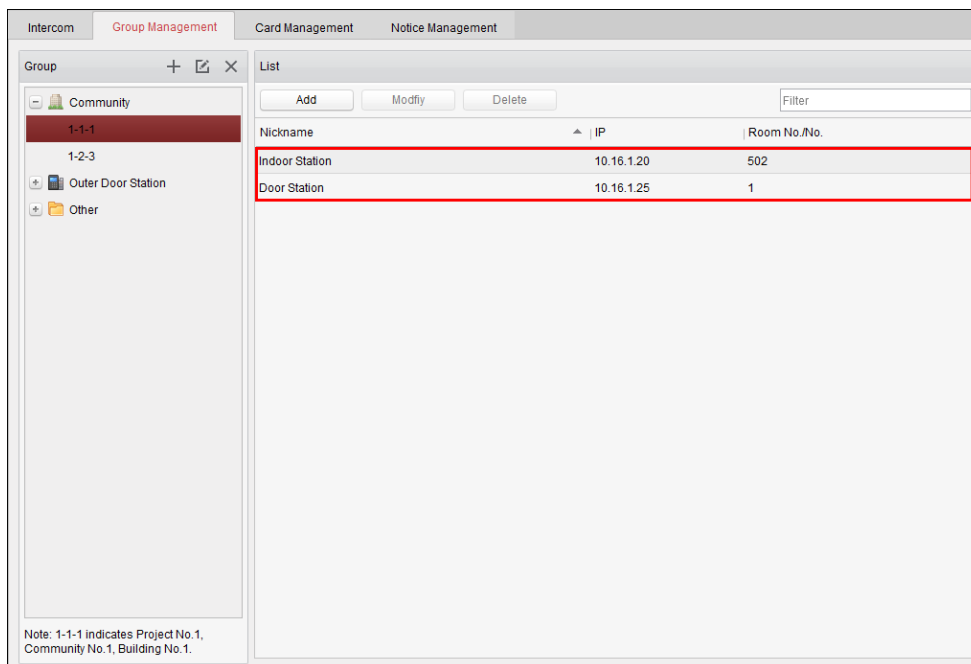 Intercom Group Management Card Management Notice Management
Group
Community
1-1-1
1-2-3
Outer Door Station
Other
Note: 1-1-1 indicates Project No.1,
Community No.1, Building No.1.
List
Add Modfiy Delete Filter
Nickname IP Room No./No.
Indoor Station 10.16.1.20 502
Door Station 10.16.1.25 1